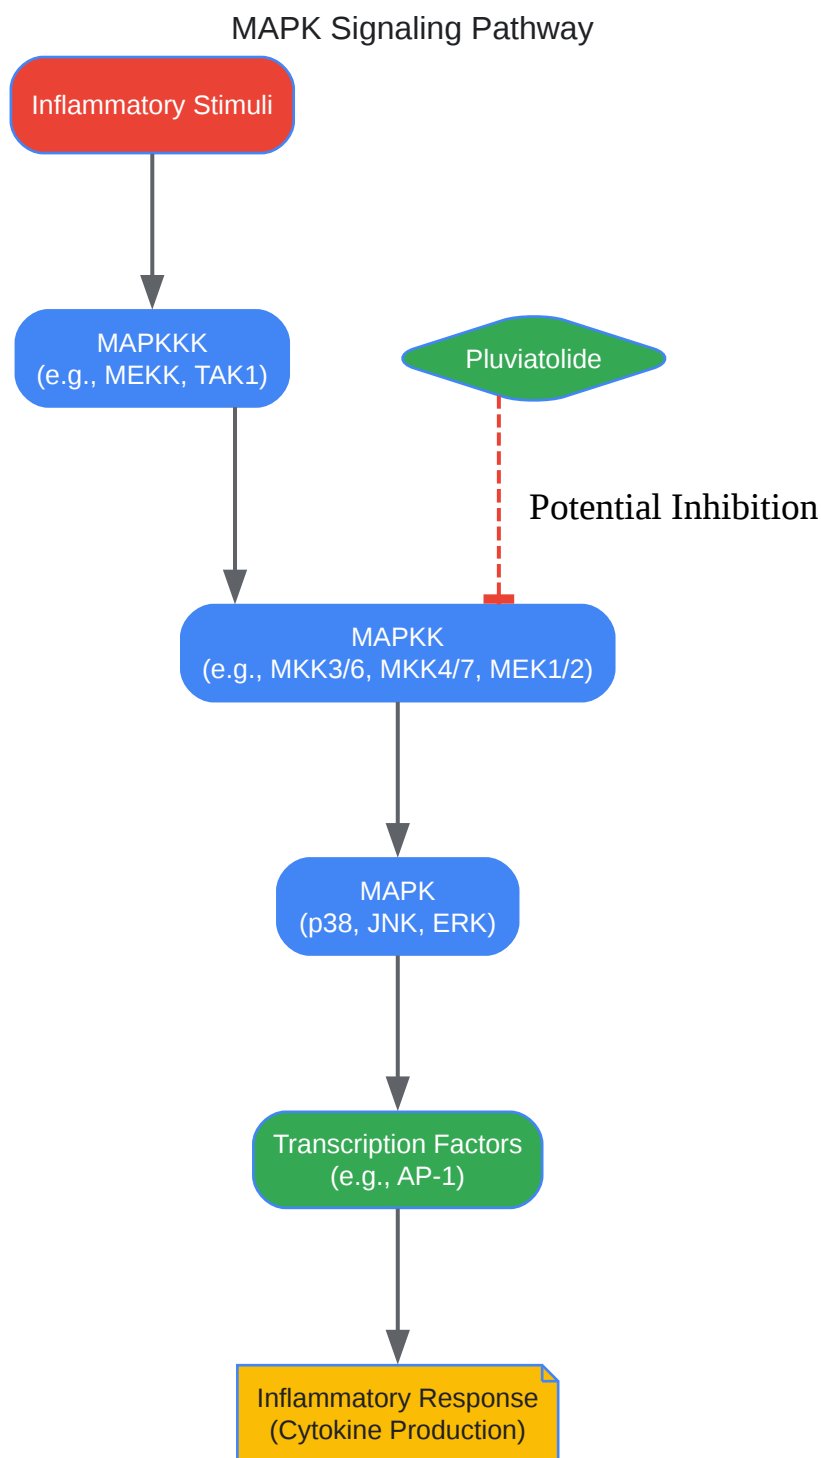 MAPK Signaling Pathway
Inflammatory Stimuli
MAPKKK
(e.g., MEKK, TAK1)
Pluviatolide
Potential Inhibition
MAPKK
(e.g., MKK3/6, MKK4/7, MEK1/2)
MAPK
(p38, JNK, ERK)
Transcription Factors
(e.g., AP-1)
Inflammatory Response
(Cytokine Production)